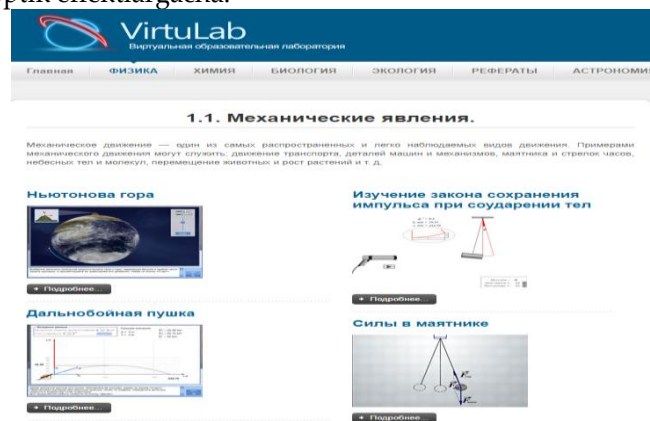 optik effektlargacha.
VirtuLab
Виртуальная образовательная лаборатория
Главная ФИЗИКА ХИМИЯ БИОЛОГИЯ ЭКОЛОГИЯ РЕФЕРАТЫ АСТРОНОМИ
1.1. Механические явления.
Механическое движение — один из самых распространенных и легко наблюдаемых видов движения. Примерами
механического движения могут служить: движение транспорта, деталей машин и механизмов, маятника и стрелок часов,
небесных тел и молекул, перемещение животных и рост растений и т. д.
Ньютонова гора
+ Подробнее...
Изучение закона сохранения
импульса при соударении тел
+ Подробнее...
Дальнобойная пушка
+ Подробнее...
Силы в маятнике
+ Подробнее...